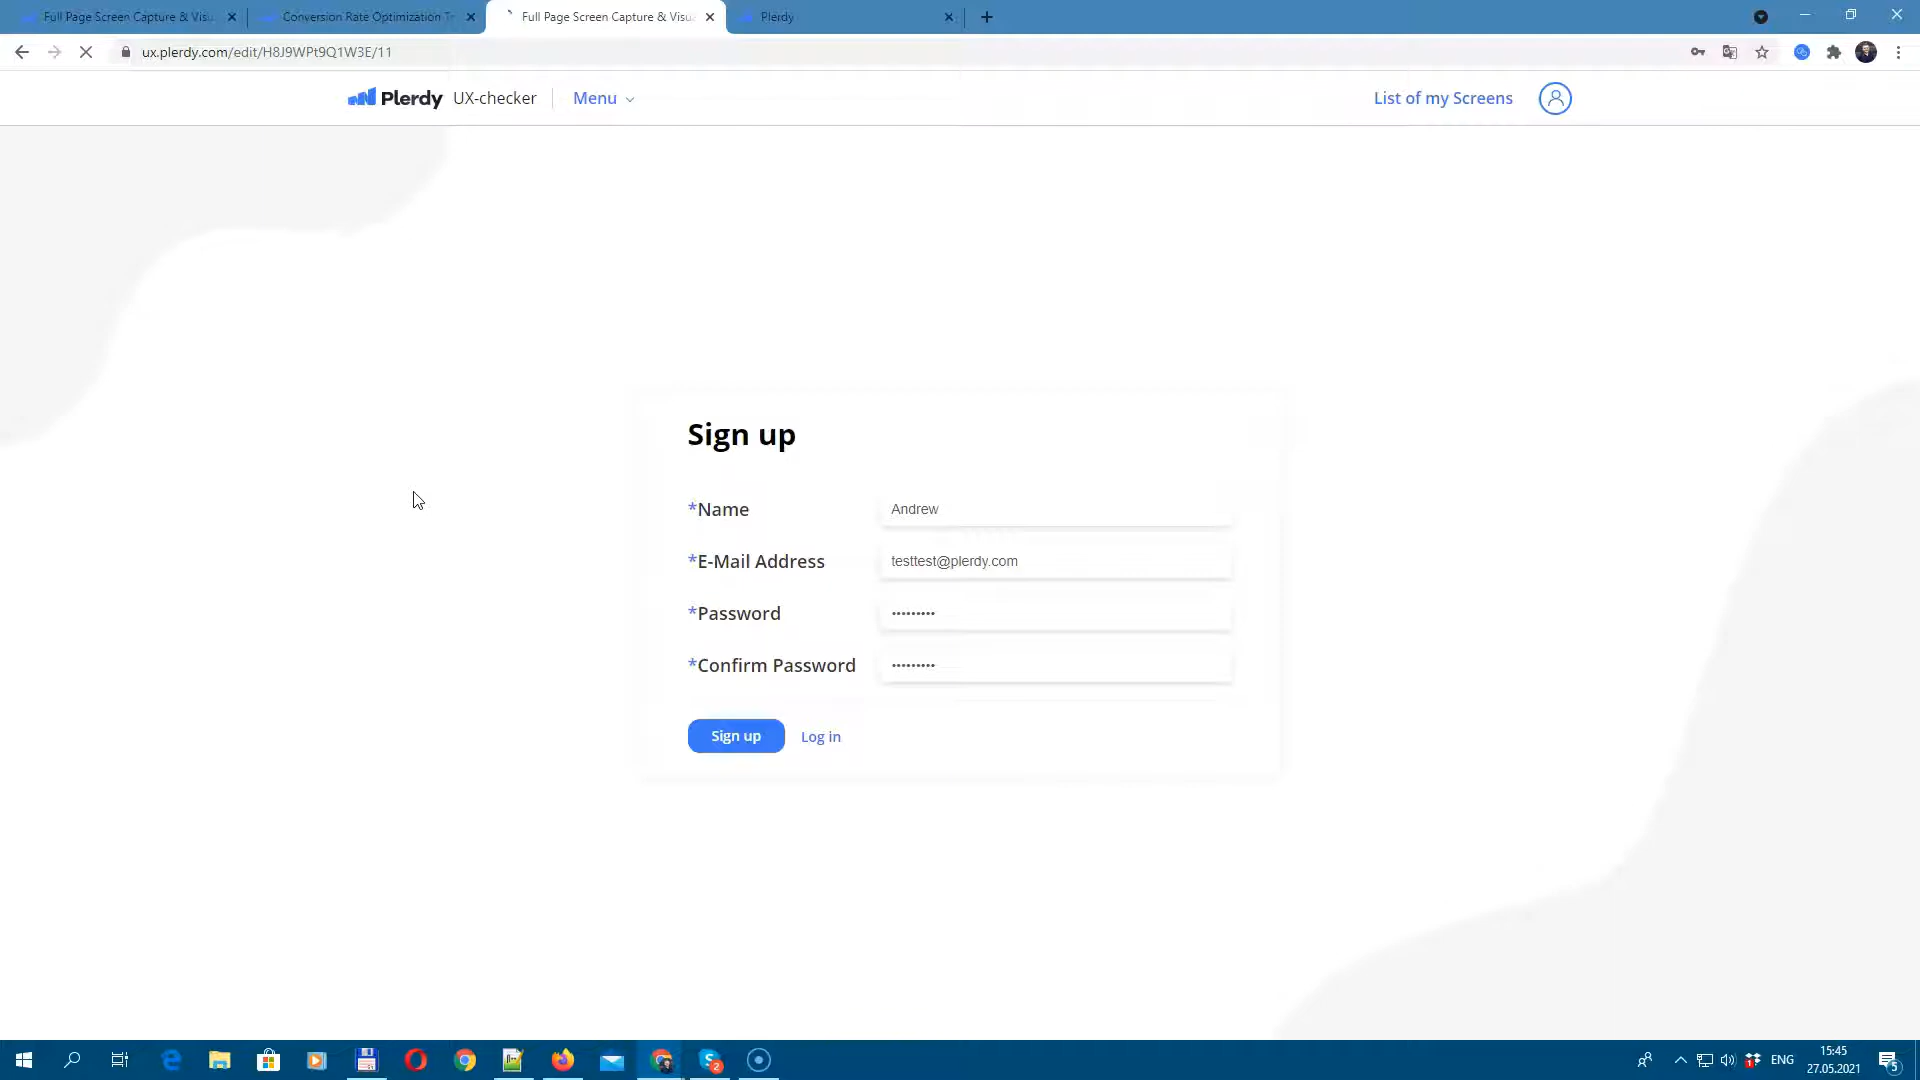 Full Page Screen Capture & Visu
Conversion Rate Optimization T
Full Page Screen Capture & Visu
Plerdy
ux.plerdy.com/edit/H8J9WPt9Q1W3E/11
Plerdy UX-checker Menu List of my Screens
Sign up
*Name Andrew
*E-Mail Address testtest@plerdy.com
*Password •••••••••
*Confirm Password •••••••••
Sign up Log in
ENG
15:45
27.05.2021
2
5